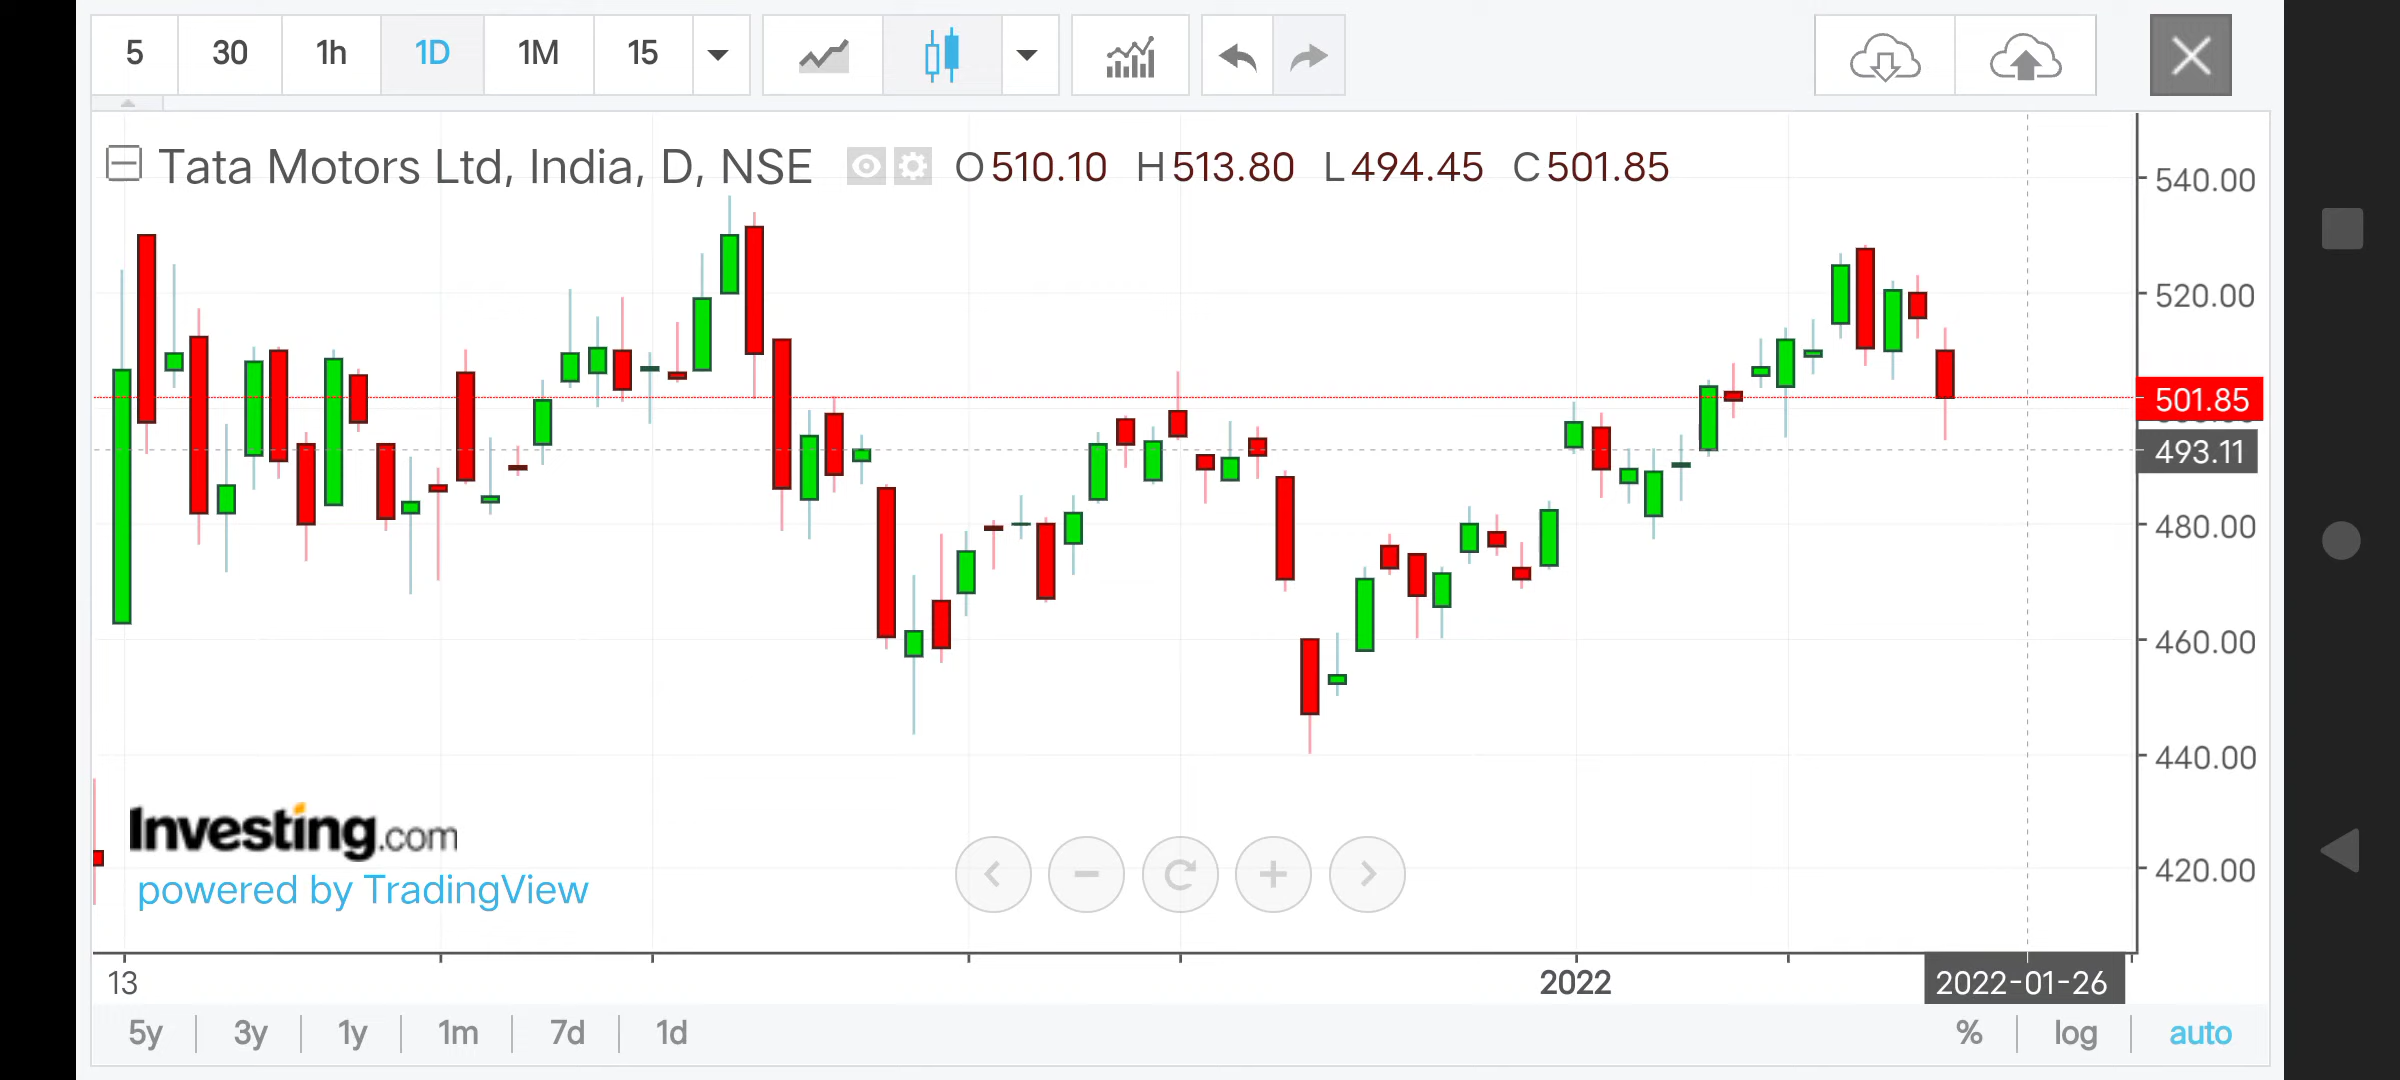 5 30 1h 1D 1M 15
Tata Motors Ltd, India, D, NSE O510.10 H513.80 L494.45 C501.85
540.00
520.00
501.85
493.11
480.00
460.00
440.00
420.00
Investing.com
powered by TradingView
13 2022 2022-01-26
5y 3y 1y 1m 7d 1d % log auto